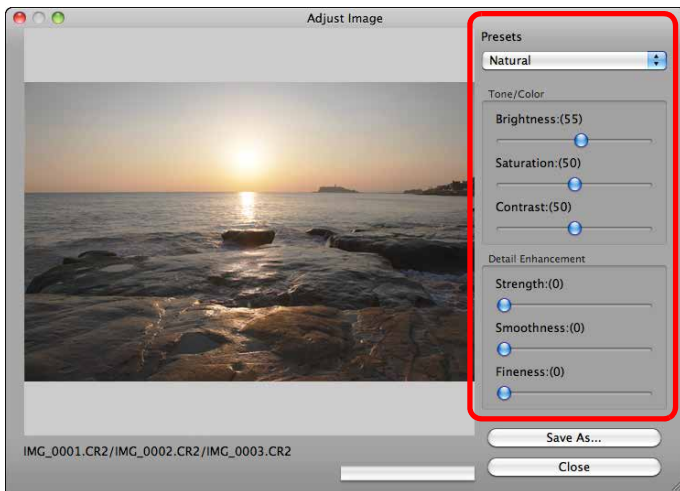 Adjust Image
Presets
Natural
Tone/Color
Brightness:(55)
Saturation:(50)
Contrast:(50)
Detail Enhancement
Strength:(0)
Smoothness:(0)
Fineness:(0)
IMG_0001.CR2/IMG_0002.CR2/IMG_0003.CR2
Save As...
Close